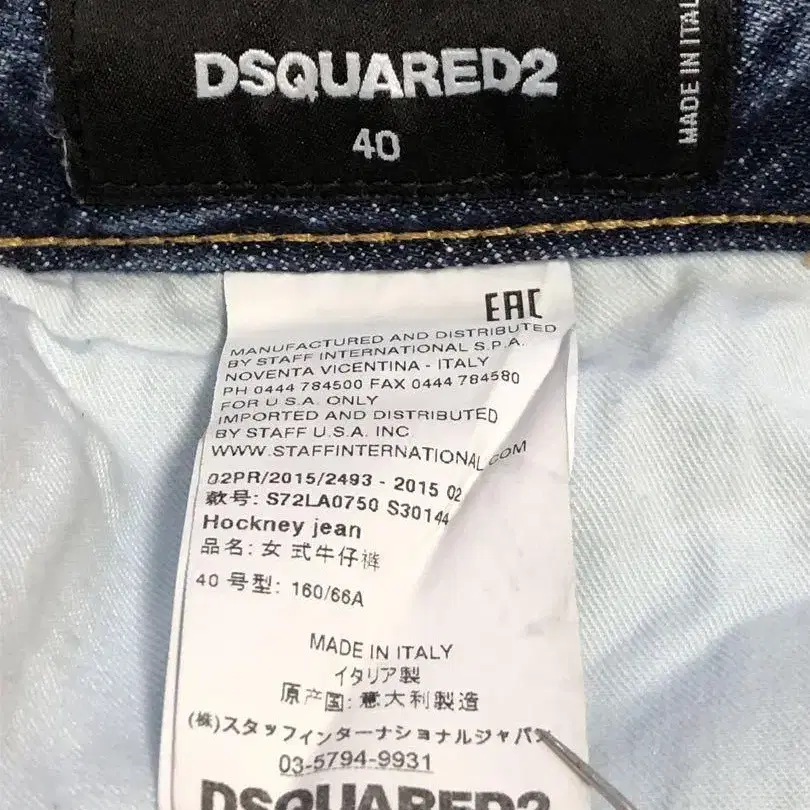 DSQUARED2
40
MADE IN ITAL
EAC
MANUFACTURED AND DISTRIBUTED
BY STAFF INTERNATIONAL S.P.A.
NOVENTA VICENTINA - ITALY
PH 0444 784500 FAX 0444 784580
FOR U.S.A. ONLY
IMPORTED AND DISTRIBUTED
BY STAFF U.S.A. INC
WWW.STAFFINTERNATIONAL.COM
02PR/2015/2493 - 2015 02
款号: S72LA0750 S30144
Hockney jean
品名: 女 式牛仔裤
40 号型: 160/66A
MADE IN ITALY
イタリア製
原产国: 意大利製造
(株)スタッフインターナショナルジャパン
03-5794-9931
DSQUARED2